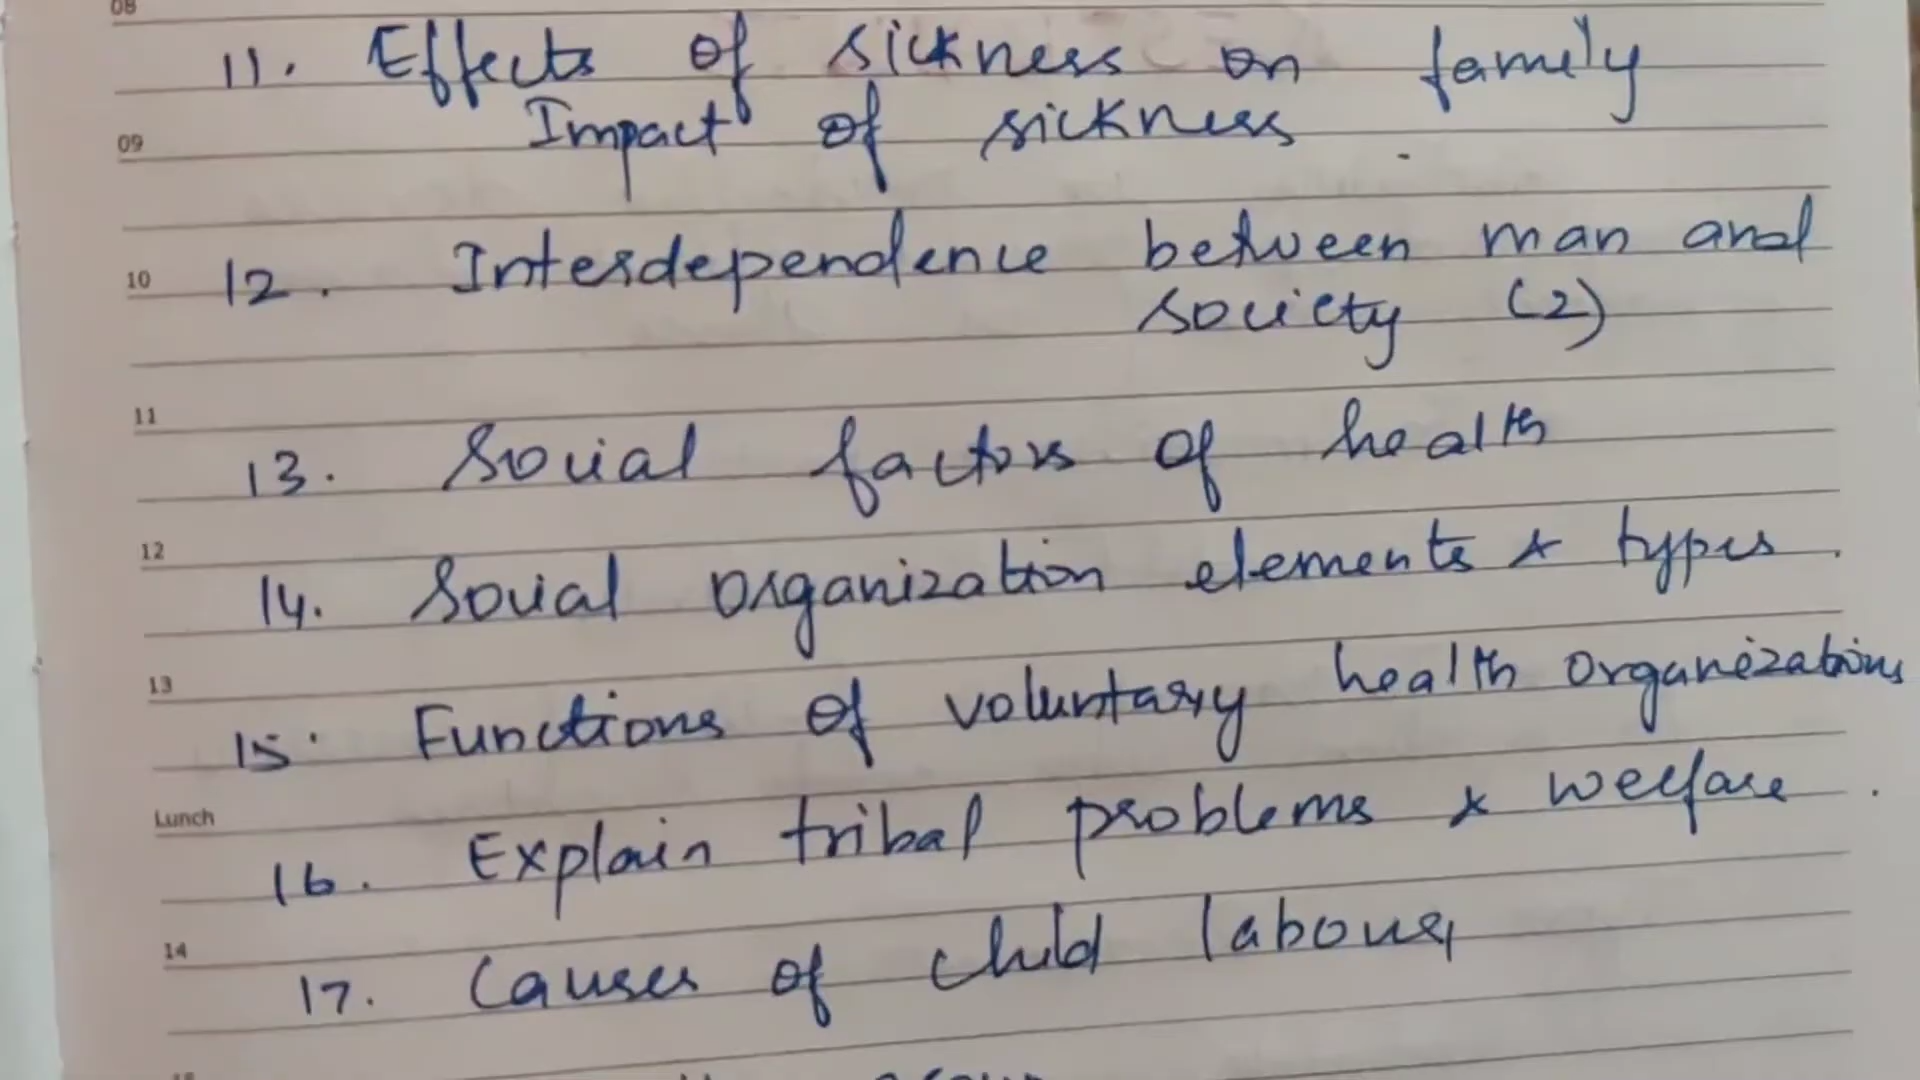 08
11. Effects of sickness on family
Impact of sickness
09
10
12. Interdependence between man and
society (2)
11
13. Social factors of health
12
14. Social organization elements & types.
13
15. Functions of voluntary health organizations
Lunch
16. Explain tribal problems & welfare.
14
17. Causes of child labour